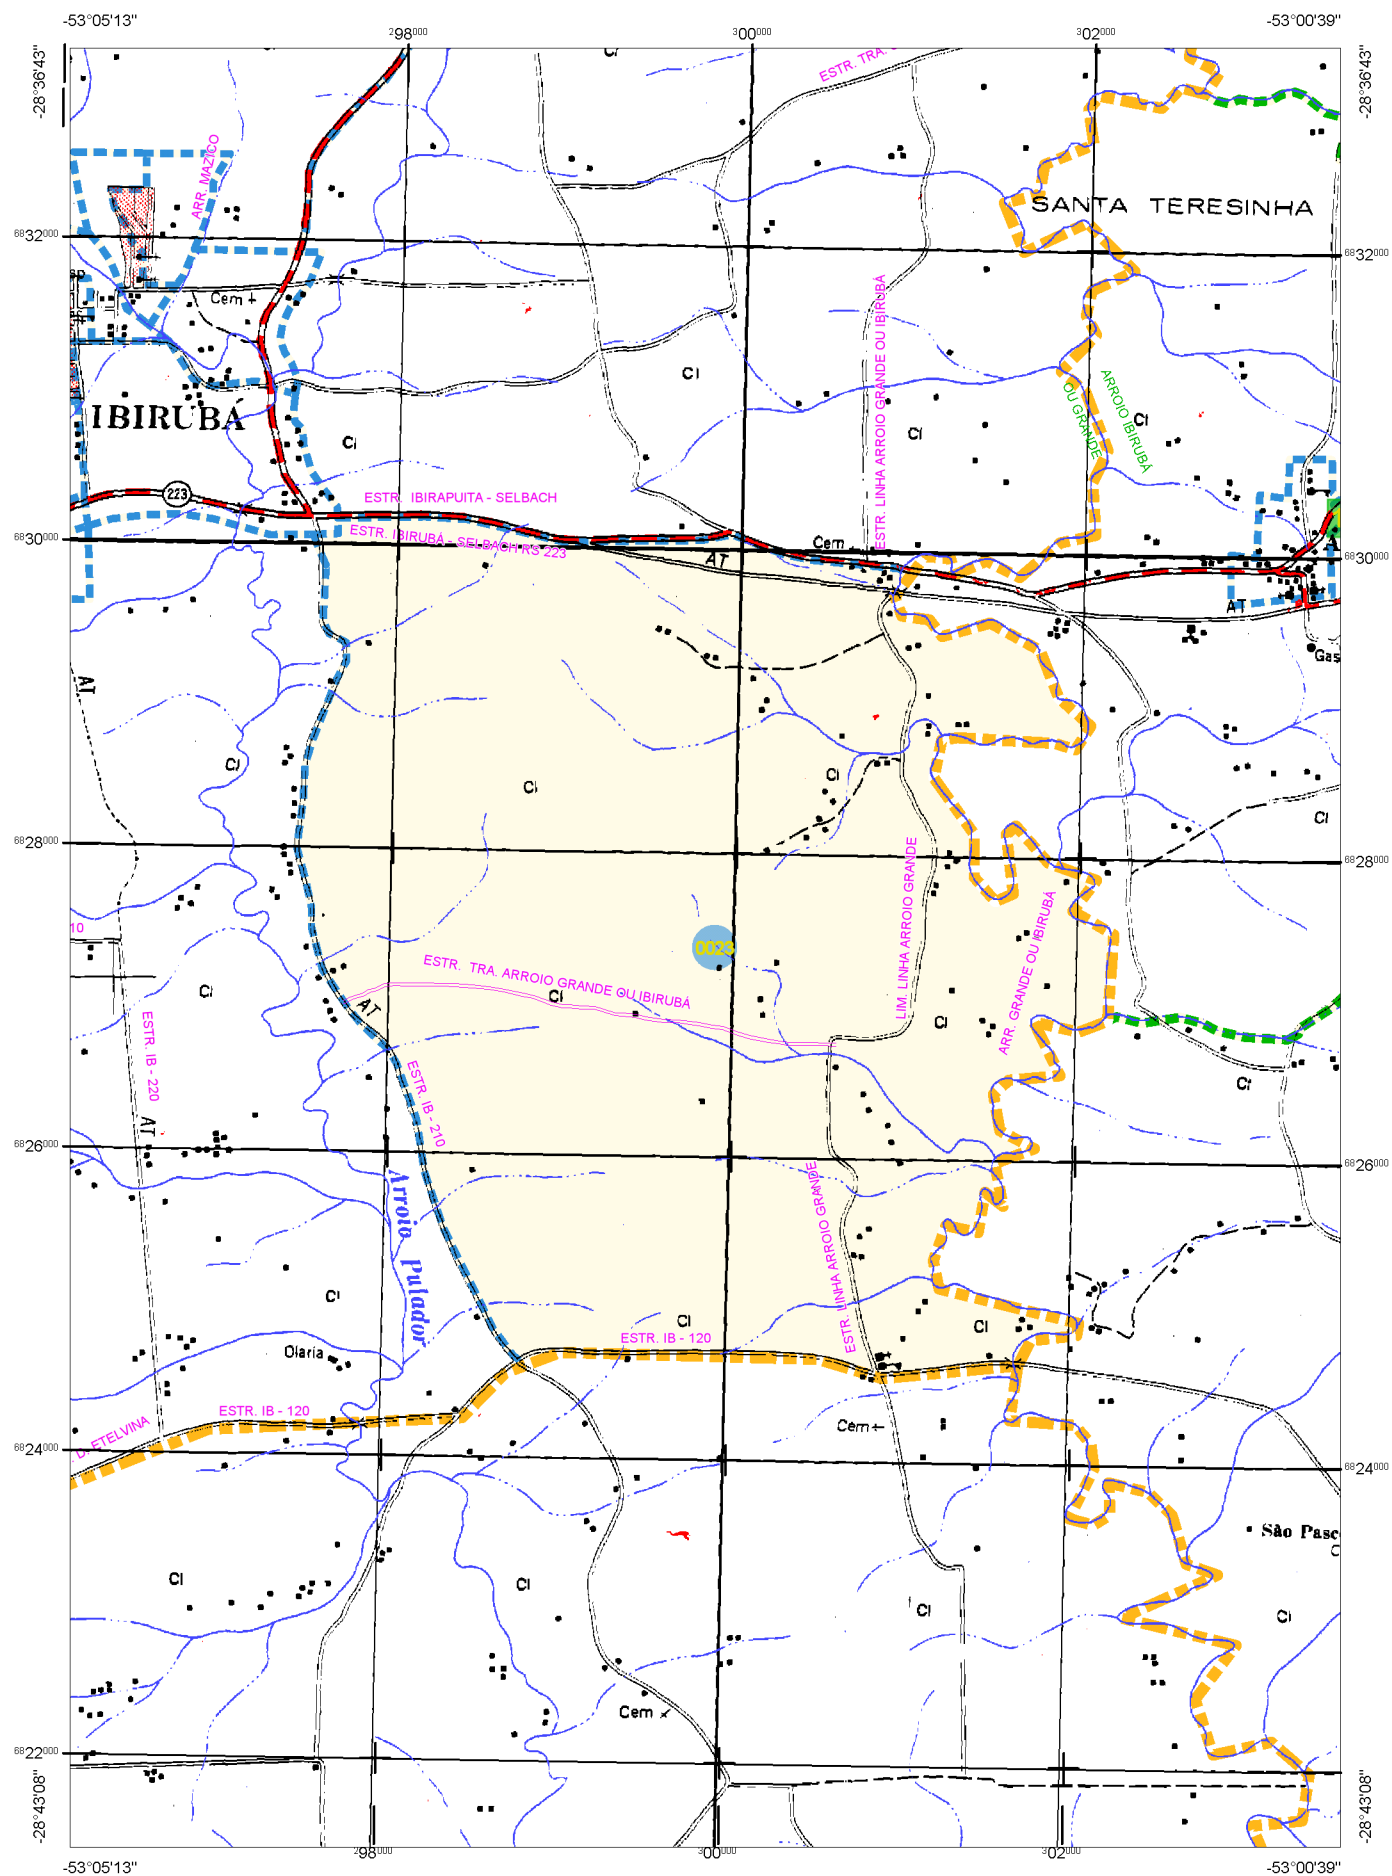 -53°05'13"
-53°00'39"
298000
300000
302000
-28°36'43"
-28°36'43"
CI
ESTR. TRA.
ARR. MAZICO
SANTA TERESINHA
6832000
6832000
Cem
ESTR. LINHA ARROIO GRANDE OU IBIRUBÁ
CI
ARROIO IBIRUBÁ
OU GRANDE
CI
IBIRUBA
CI
CI
223
ESTR. IBIRAPUITA - SELBACH
ESTR. IBIRUBÁ - SELBACH RS 223
6830000
6830000
Cem
AT
AT
Gas
AT
CI
CI
CI
CI
6828000
6828000
LIM. LINHA ARROIO GRANDE
ARR. GRANDE OU IBIRUBÁ
10
0023
ESTR. TRA. ARROIO GRANDE OU IBIRUBÁ
CI
CI
AT
CI
ESTR. IB - 220
ESTR. IB - 210
CI
AT
6826000
6826000
Arroio Pulador
ESTR. LINHA ARROIO GRANDE
CI
CI
CI
ESTR. IB - 120
Olaria
ESTR. IB - 120
D. ETELVINA
Cem
6824000
6824000
São Pasc
CI
CI
CI
CI
Cem
6822000
-28°43'08"
-28°43'08"
298000
300000
302000
-53°05'13"
-53°00'39"